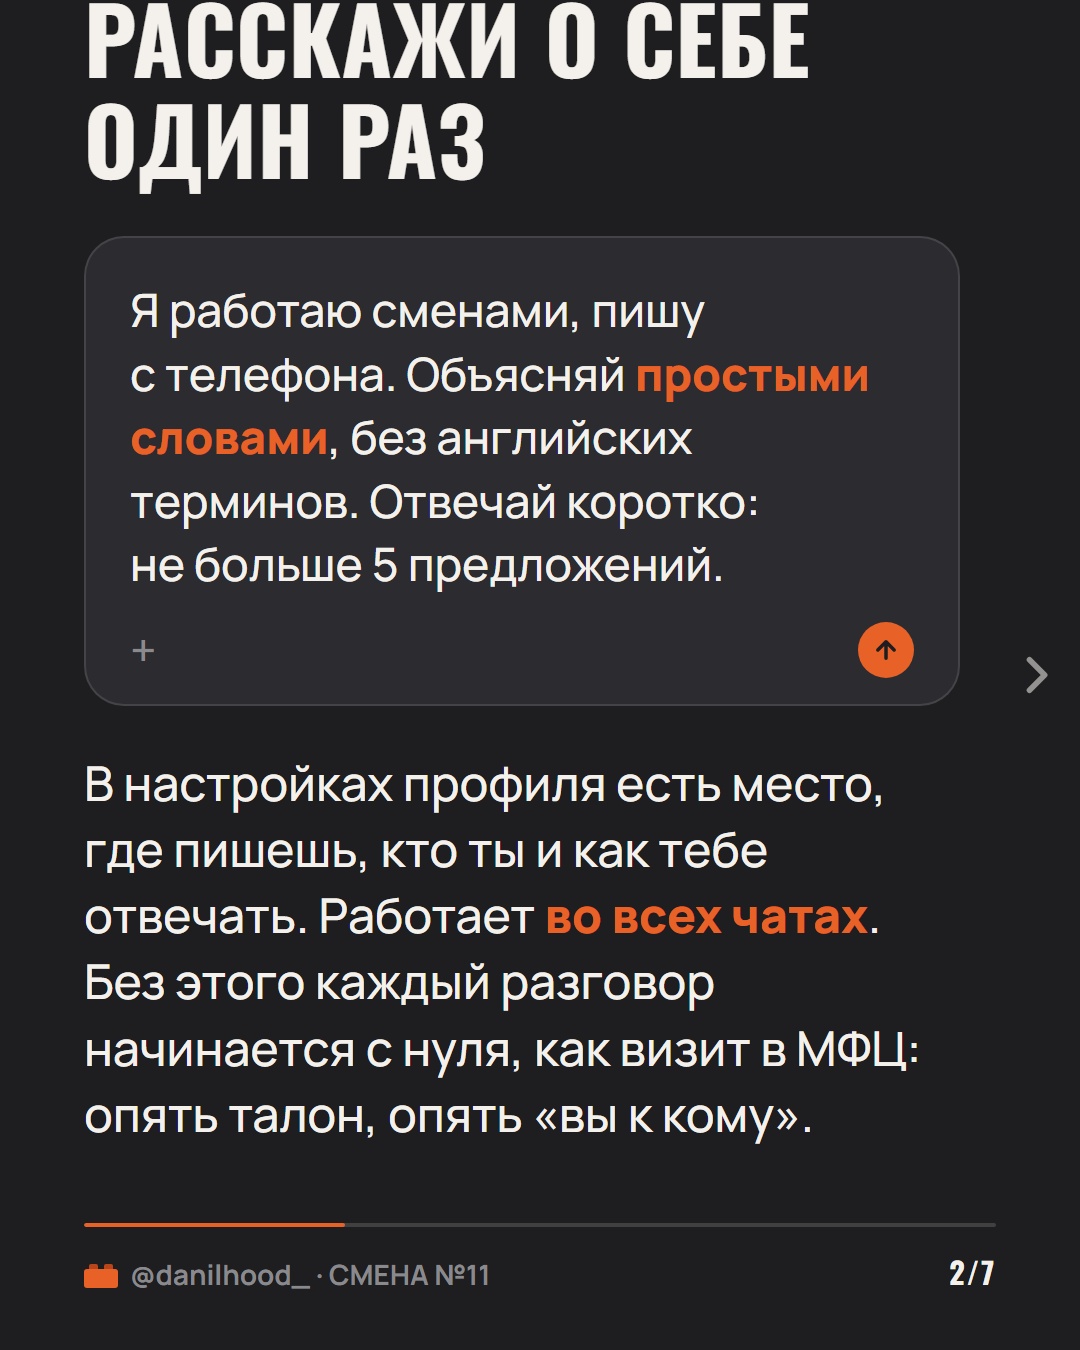 РАССКАЖИ О СЕБЕ
ОДИН РАЗ
Я работаю сменами, пишу
с телефона. Объясняй простыми
словами, без английских
терминов. Отвечай коротко:
не больше 5 предложений.
+
В настройках профиля есть место,
где пишешь, кто ты и как тебе
отвечать. Работает во всех чатах.
Без этого каждый разговор
начинается с нуля, как визит в МФЦ:
опять талон, опять «вы к кому».
@danilhood_ · СМЕНА №11
2/7